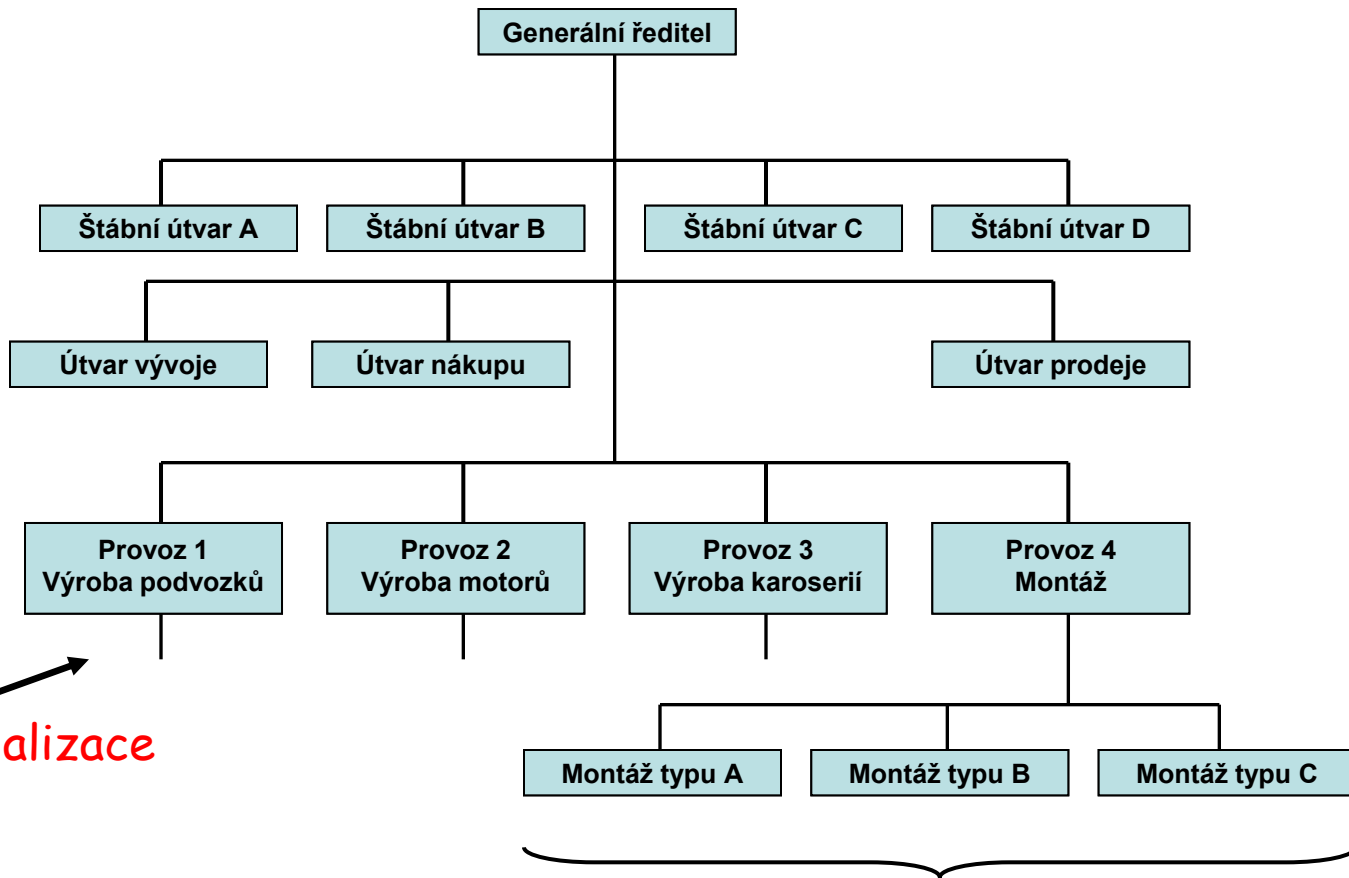 Generální ředitel
Štábní útvar A
Štábní útvar B
Štábní útvar C
Štábní útvar D
Útvar vývoje
Útvar nákupu
Útvar prodeje
Provoz 1
Výroba podvozků
Provoz 2
Výroba motorů
Provoz 3
Výroba karoserií
Provoz 4
Montáž
alizace
Montáž typu A
Montáž typu B
Montáž typu C